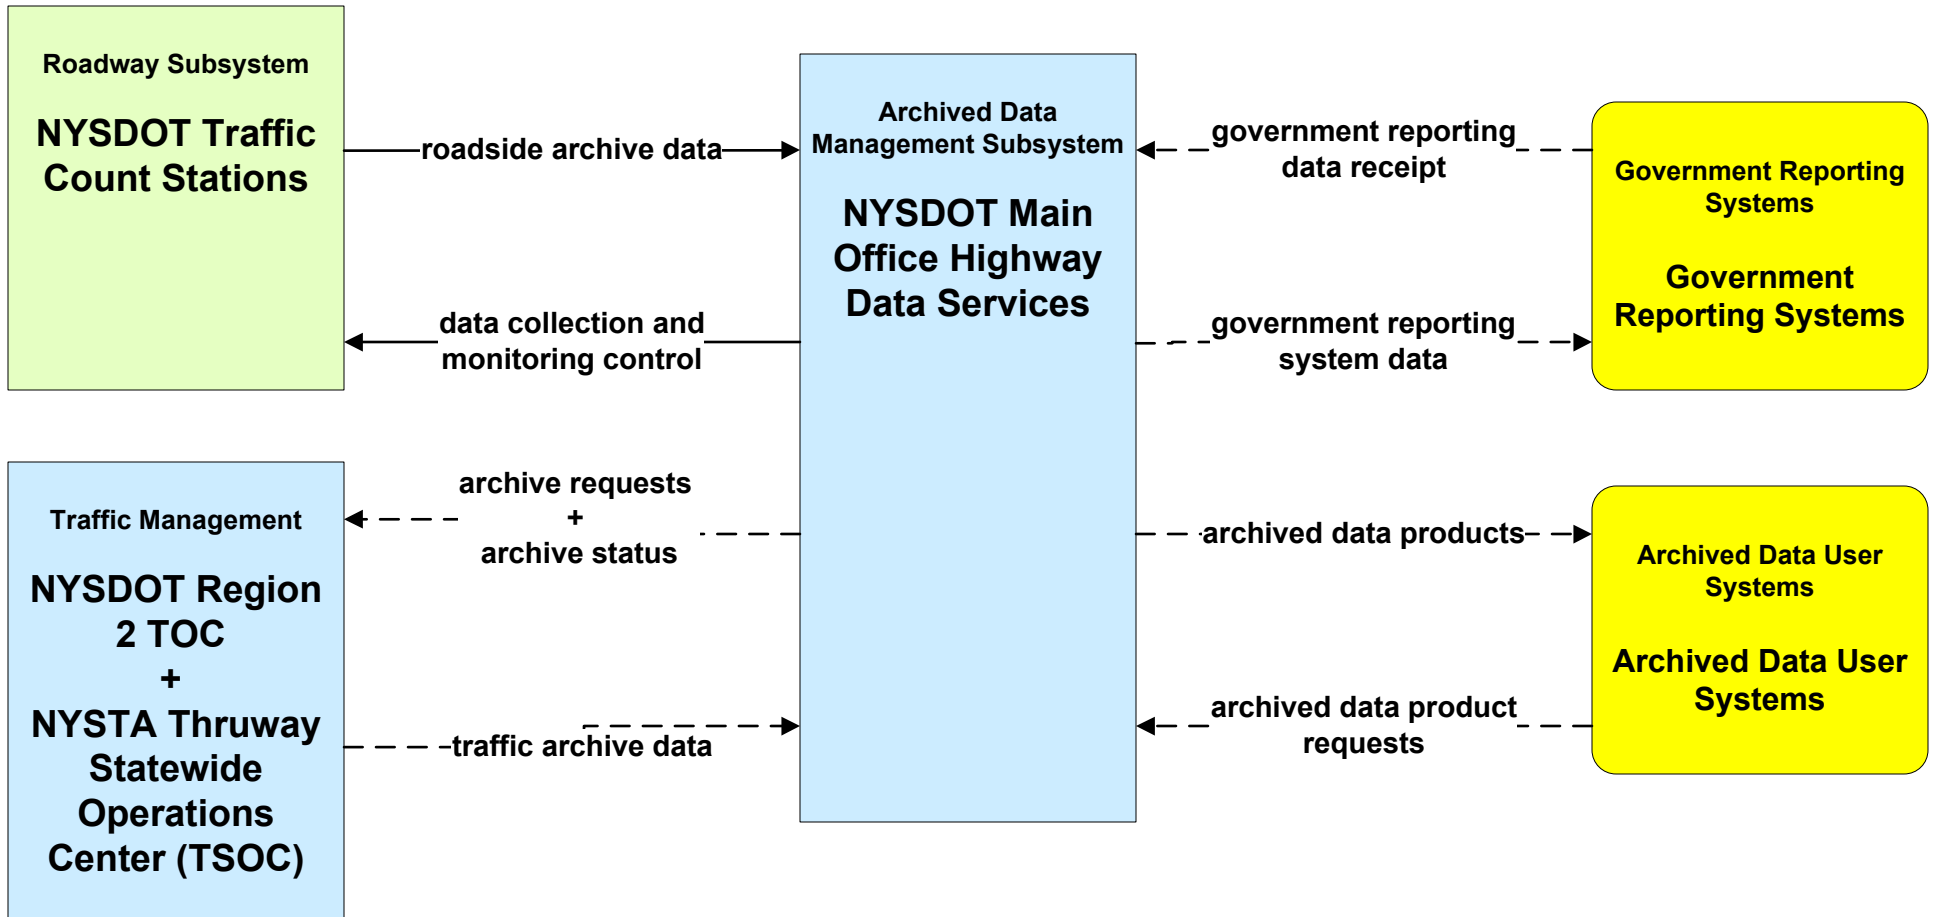 Roadway Subsystem
NYSDOT Traffic
Count Stations
roadside archive data
data collection and
monitoring control
Traffic Management
NYSDOT Region
2 TOC
+
NYSTA Thruway
Statewide
Operations
Center (TSOC)
archive requests
+
archive status
traffic archive data
Archived Data
Management Subsystem
NYSDOT Main
Office Highway
Data Services
government reporting
data receipt
government reporting
system data
archived data products
archived data product
requests
Government Reporting
Systems
Government
Reporting Systems
Archived Data User
Systems
Archived Data User
Systems